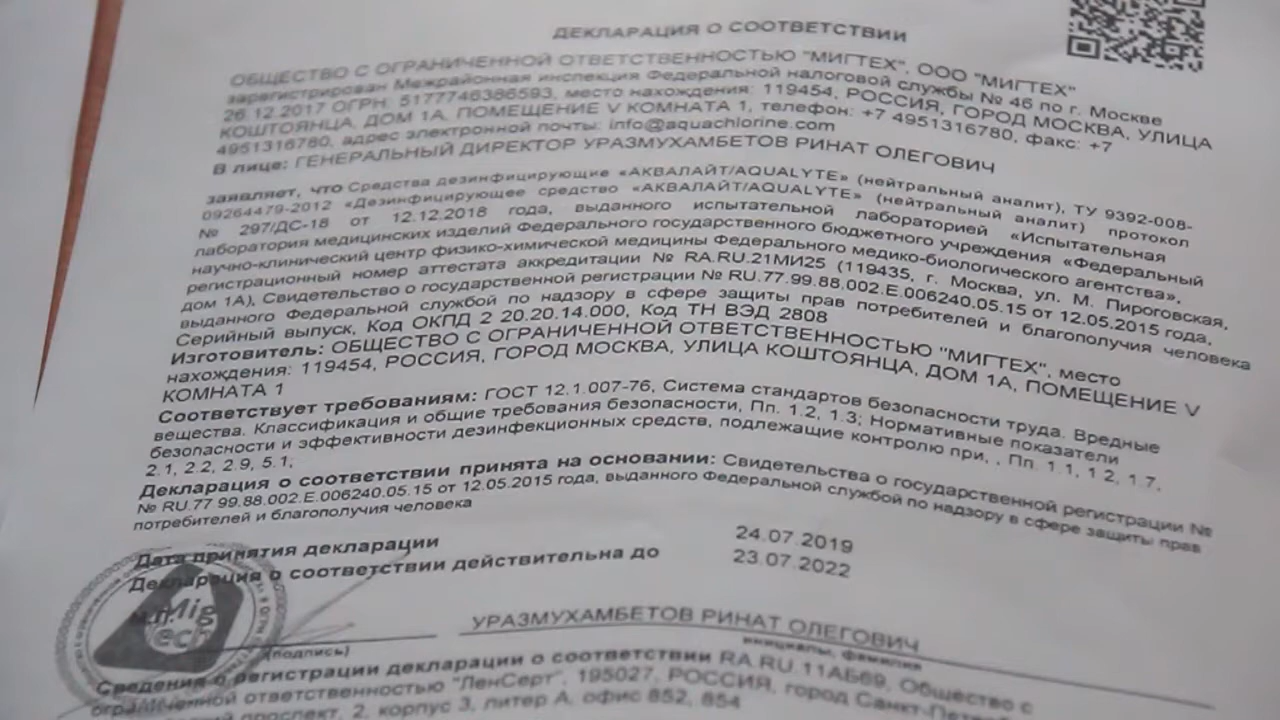 ДЕКЛАРАЦИЯ О СООТВЕТСТВИИ
ОБЩЕСТВО С ОГРАНИЧЕННОЙ ОТВЕТСТВЕННОСТЬЮ "МИГТЕХ", ООО "МИГТЕХ"
зарегистрирован Межрайонная инспекция Федеральной налоговой службы № 46 по г. Москве
26.12.2017 ОГРН: 5177746386593, место нахождения: 119454, РОССИЯ, ГОРОД МОСКВА, УЛИЦА
КОШТОЯНЦА, ДОМ 1А, ПОМЕЩЕНИЕ V КОМНАТА 1, телефон: +7 4951316780, факс: +7
4951316780, адрес электронной почты: info@aquachlorine.com
В лице: ГЕНЕРАЛЬНЫЙ ДИРЕКТОР УРАЗМУХАМБЕТОВ РИНАТ ОЛЕГОВИЧ
заявляет, что Средства дезинфицирующие «АКВАЛАЙТ/AQUALYTE» (нейтральный аналит), ТУ 9392-008-
09264479-2012 «Дезинфицирующее средство «АКВАЛАЙТ/AQUALYTE» (нейтральный аналит) протокол
№ 297/ДС-18 от 12.12.2018 года, выданного испытательной лабораторией «Испытательная
лаборатория медицинских изделий Федерального государственного бюджетного учреждения «Федеральный
научно-клинический центр физико-химической медицины Федерального медико-биологического агентства»,
регистрационный номер аттестата аккредитации № RA.RU.21МИ25 (119435, г. Москва, ул. М. Пироговская,
дом 1А), Свидетельство о государственной регистрации № RU.77.99.88.002.Е.006240.05.15 от 12.05.2015 года,
выданного Федеральной службой по надзору в сфере защиты прав потребителей и благополучия человека
Серийный выпуск, Код ОКПД 2 20.20.14.000, Код ТН ВЭД 2808
Изготовитель: ОБЩЕСТВО С ОГРАНИЧЕННОЙ ОТВЕТСТВЕННОСТЬЮ "МИГТЕХ", место
нахождения: 119454, РОССИЯ, ГОРОД МОСКВА, УЛИЦА КОШТОЯНЦА, ДОМ 1А, ПОМЕЩЕНИЕ V
КОМНАТА 1
Соответствует требованиям: ГОСТ 12.1.007-76, Система стандартов безопасности труда. Вредные
вещества. Классификация и общие требования безопасности, Пп. 1.2, 1.3; Нормативные показатели
безопасности и эффективности дезинфекционных средств, подлежащие контролю при, , Пп. 1.1, 1.2, 1.7,
2.1, 2.2, 2.9, 5.1,
Декларация о соответствии принята на основании: Свидетельства о государственной регистрации №
№ RU.77 99.88.002.Е.006240.05.15 от 12.05.2015 года, выданного Федеральной службой по надзору в сфере защиты прав
потребителей и благополучия человека
Дата принятия декларации 24.07.2019
Декларация о соответствии действительна до 23.07.2022
М.П.
Mig
tech
УРАЗМУХАМБЕТОВ РИНАТ ОЛЕГОВИЧ
(подпись) инициалы, фамилия
Сведения о регистрации декларации о соответствии RA.RU.11АБ69, Общество с
ограниченной ответственностью "ЛенСерт", 195027, РОССИЯ, город Санкт-
проспект, 2, корпус 3, литер А, офис 852, 854